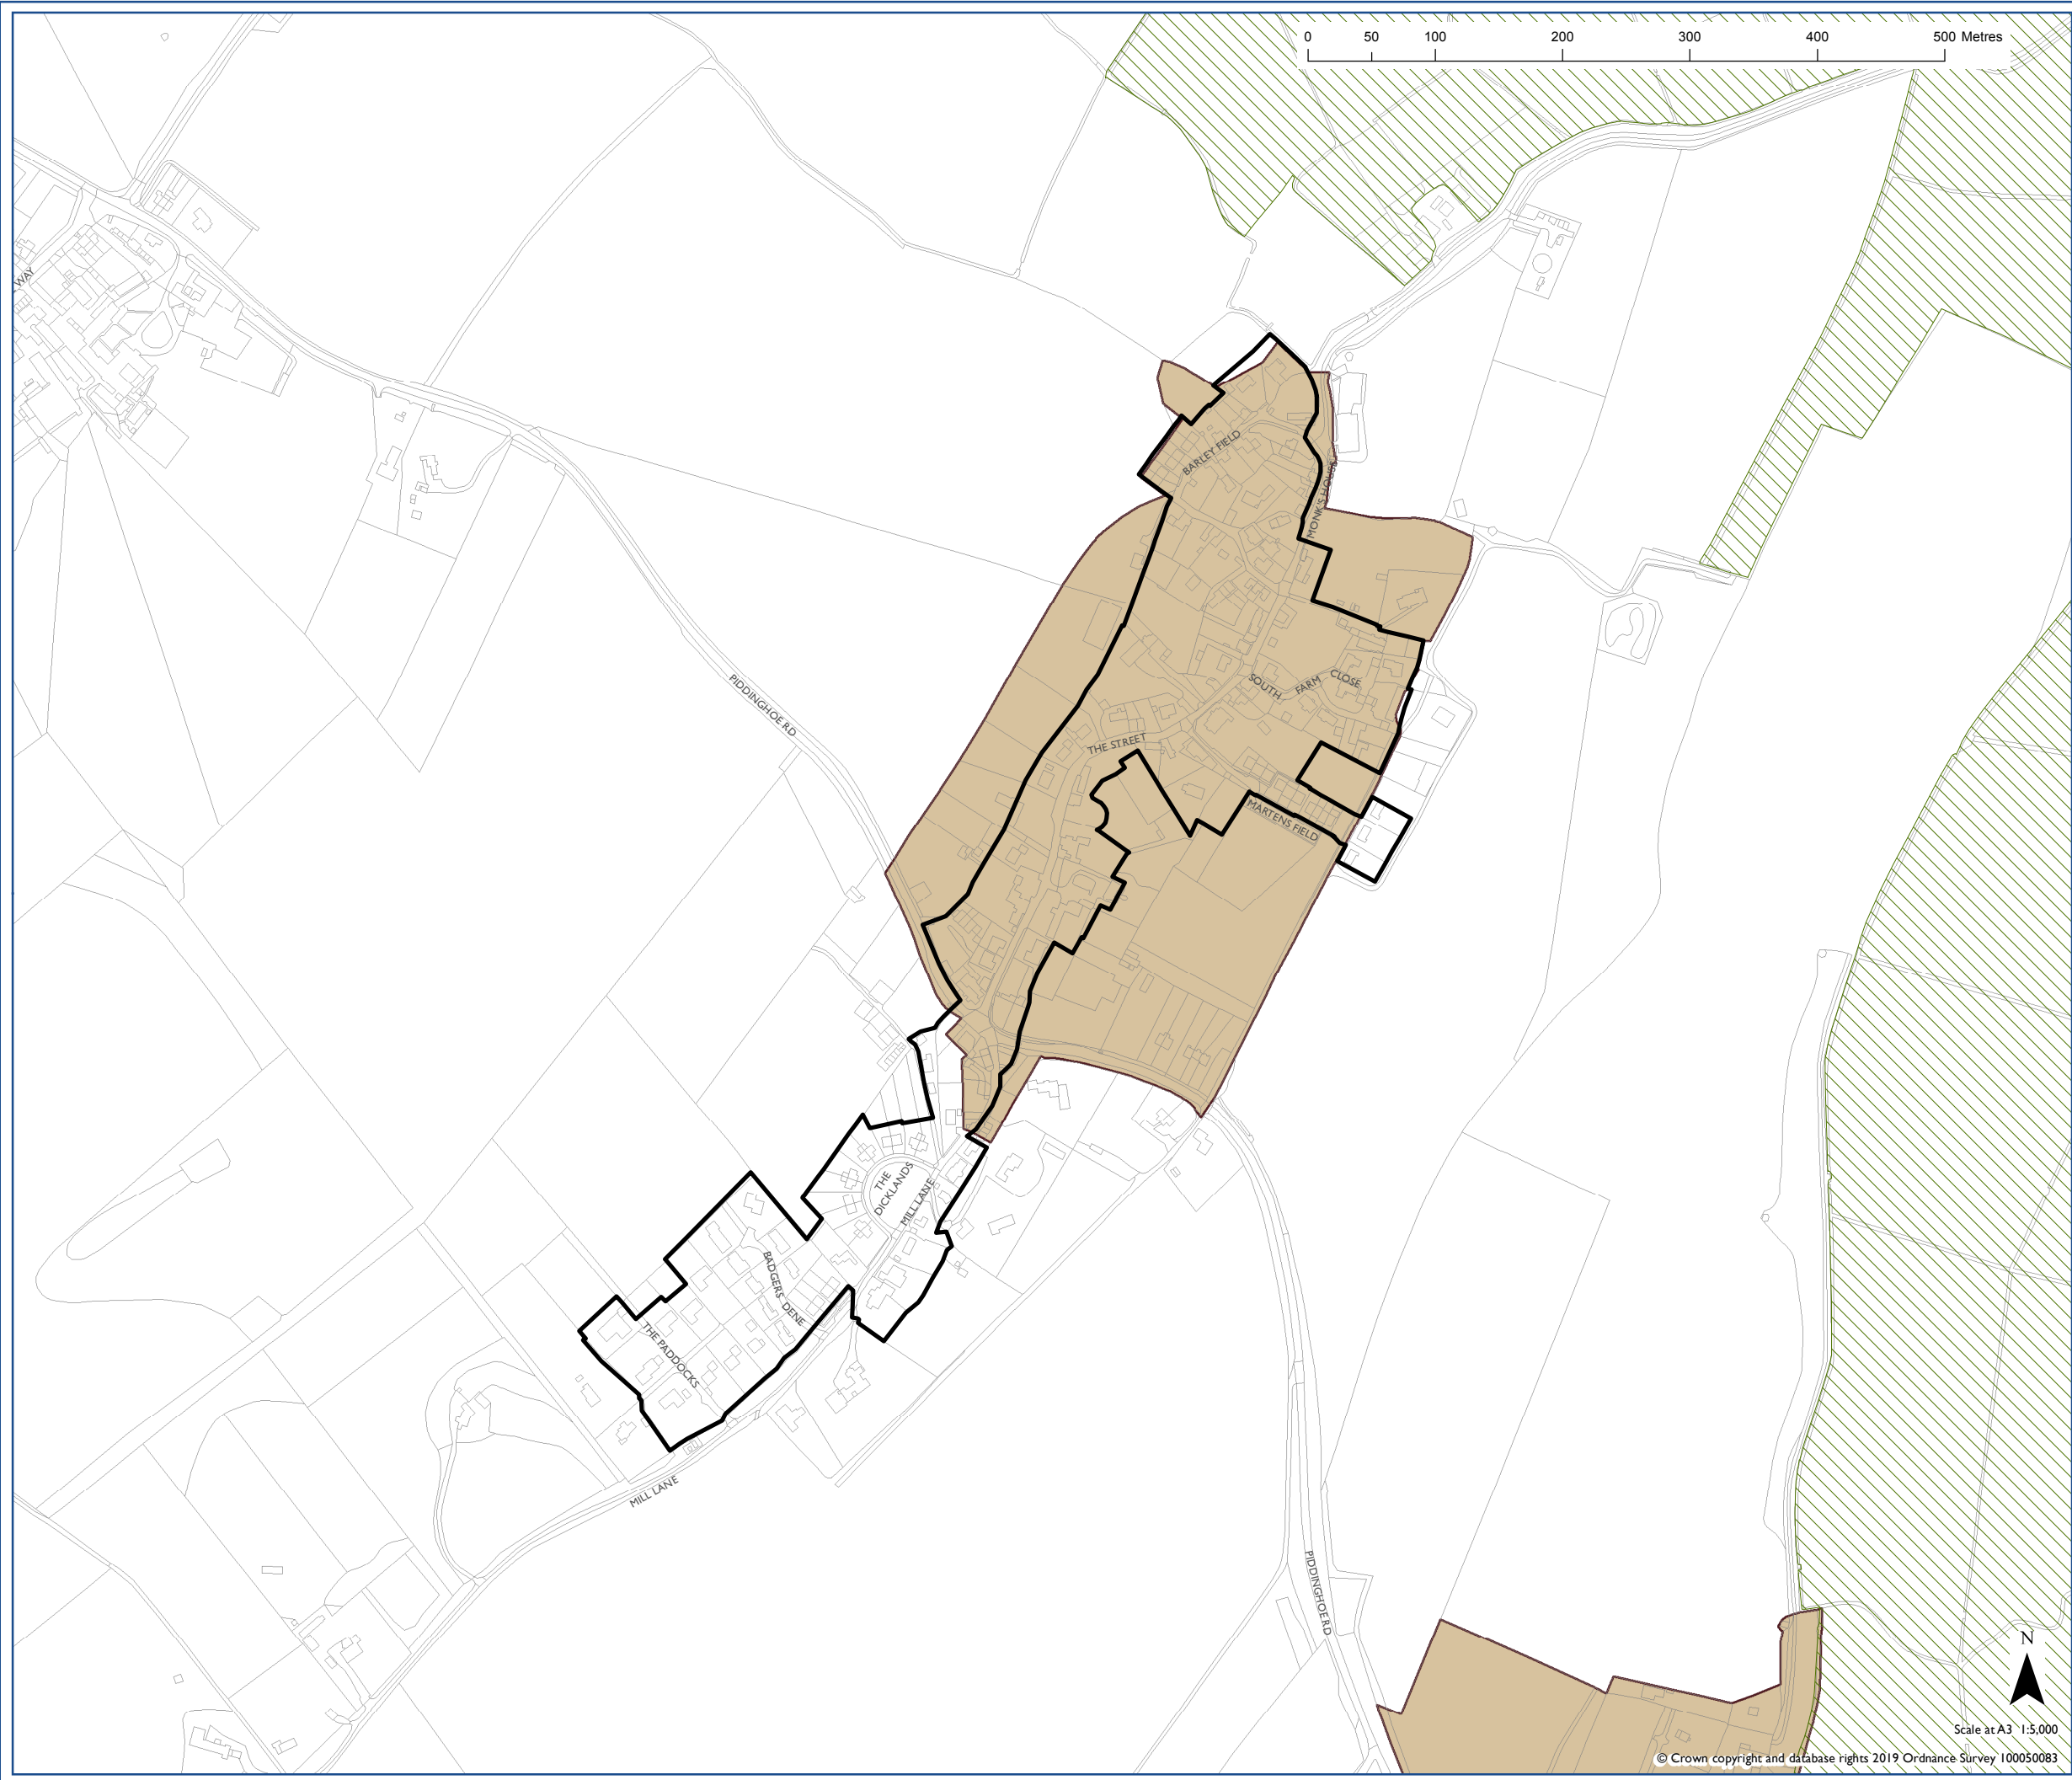 0 50 100 200 300 400 500 Metres
WAY
BARLEY FIELD
MONK'S HOUSE
PIDDINGHOE RD
SOUTH FARM CLOSE
THE STREET
MARTENS FIELD
THE
DICKLANDS
MILL LANE
BADGERS DENE
THE PADDOCKS
MILL LANE
PIDDINGHOE RD
N
Scale at A3 1:5,000
© Crown copyright and database rights 2019 Ordnance Survey 100050083